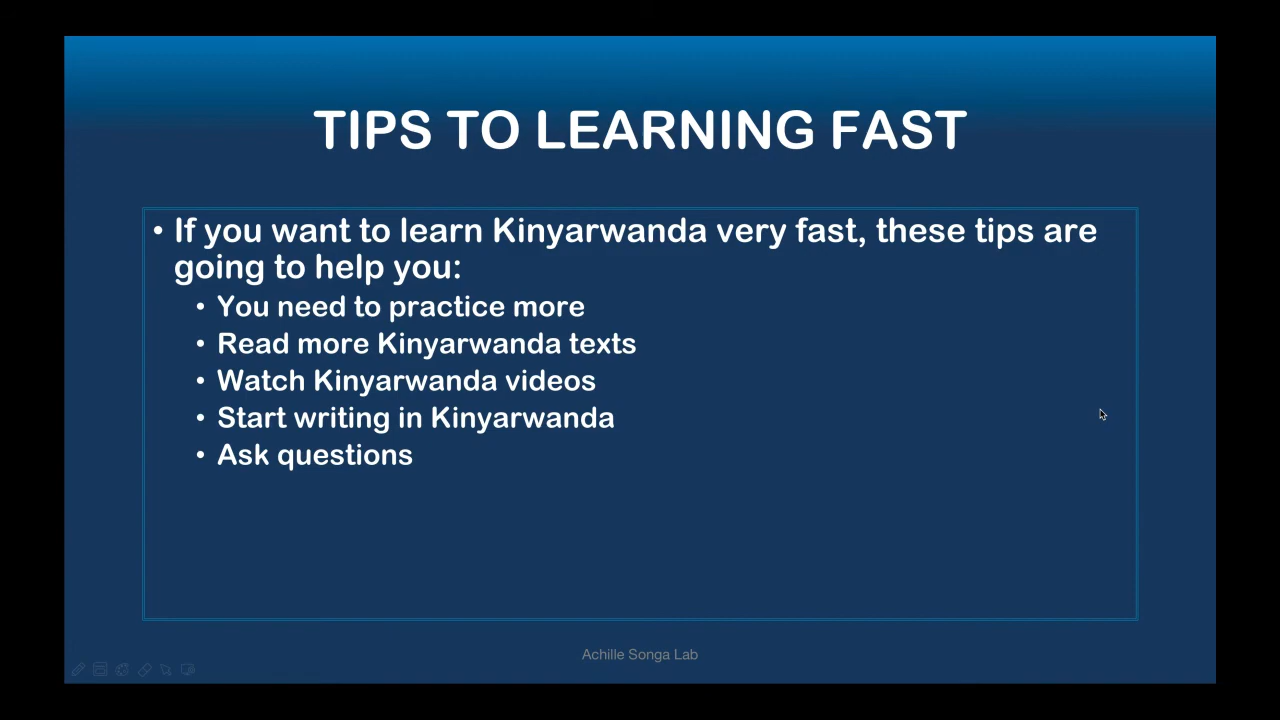 TIPS TO LEARNING FAST
• If you want to learn Kinyarwanda very fast, these tips are
going to help you:
• You need to practice more
• Read more Kinyarwanda texts
• Watch Kinyarwanda videos
• Start writing in Kinyarwanda
• Ask questions
Achille Songa Lab